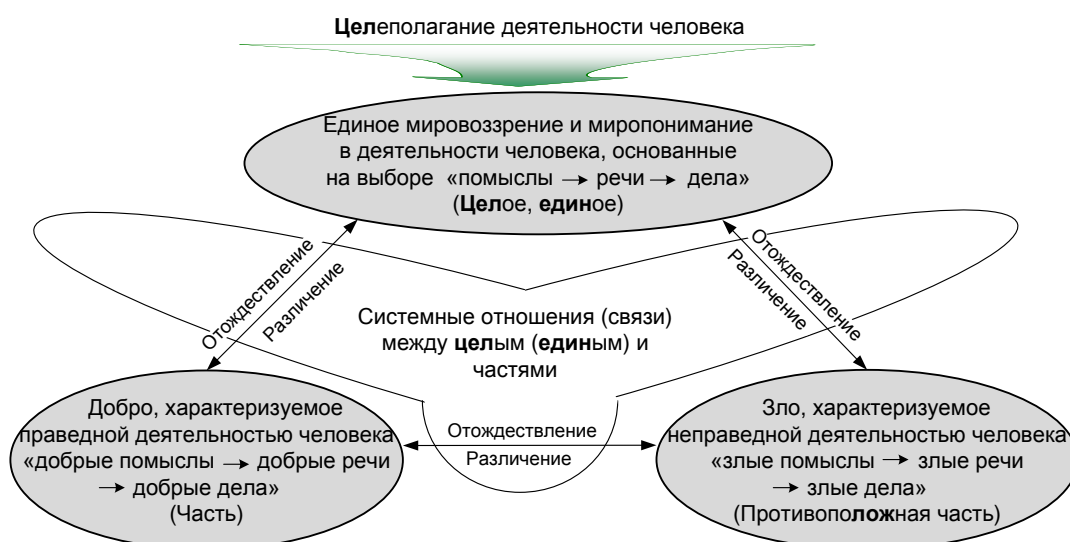 Целеполагание деятельности человека
Единое мировоззрение и миропонимание
в деятельности человека, основанные
на выборе «помыслы → речи → дела»
(Целое, единое)
Отождествление
Различение
Отождествление
Различение
Системные отношения (связи)
между целым (единым) и
частями
Добро, характеризуемое
праведной деятельностью человека
«добрые помыслы → добрые речи
→ добрые дела»
(Часть)
Отождествление
Различение
Зло, характеризуемое
неправедной деятельностью человека
«злые помыслы → злые речи
→ злые дела»
(Противоположная часть)